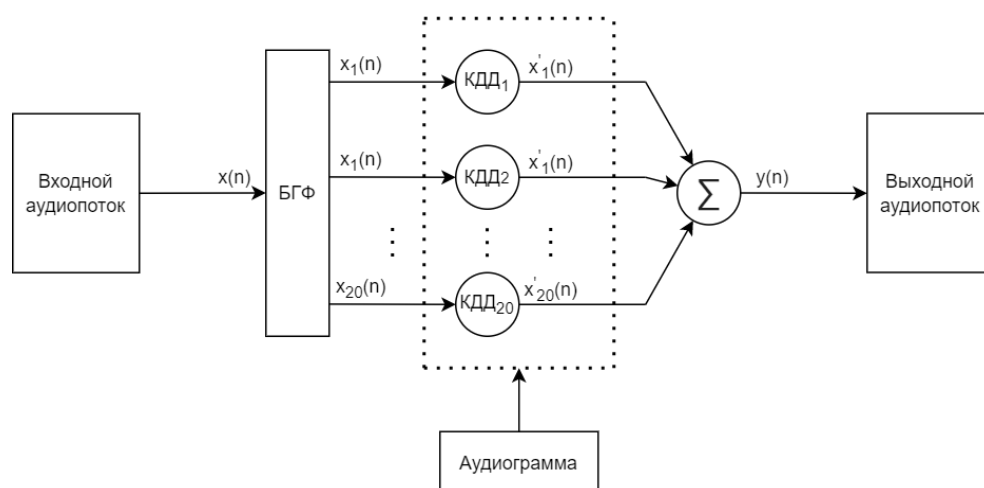 x₁(n)
КДД₁
x'₁(n)
Входной
аудиопоток
x(n)
БГФ
x₁(n)
КДД2
x'₁(n)
∑
y(n)
Выходной
аудиопоток
x₂₀(n)
КДД₂₀
x'₂₀(n)
Аудиограмма